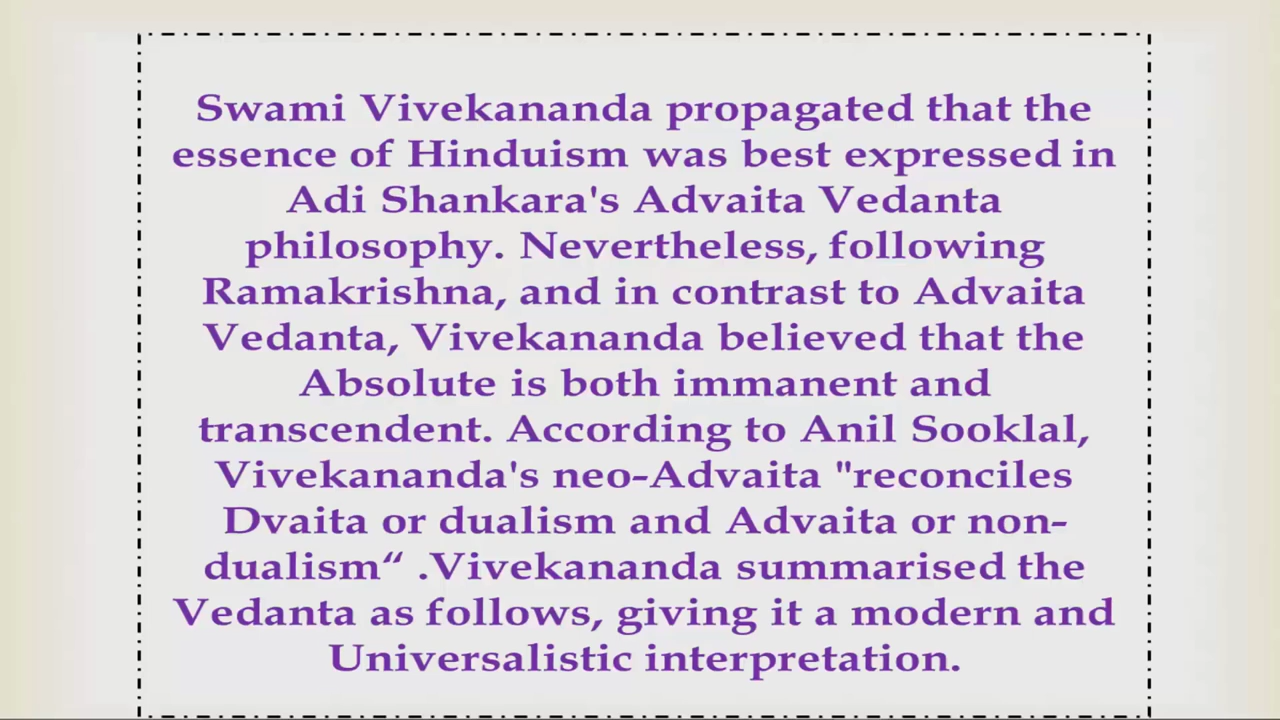 Swami Vivekananda propagated that the
essence of Hinduism was best expressed in
Adi Shankara's Advaita Vedanta
philosophy. Nevertheless, following
Ramakrishna, and in contrast to Advaita
Vedanta, Vivekananda believed that the
Absolute is both immanent and
transcendent. According to Anil Sooklal,
Vivekananda's neo-Advaita "reconciles
Dvaita or dualism and Advaita or non-
dualism“ .Vivekananda summarised the
Vedanta as follows, giving it a modern and
Universalistic interpretation.